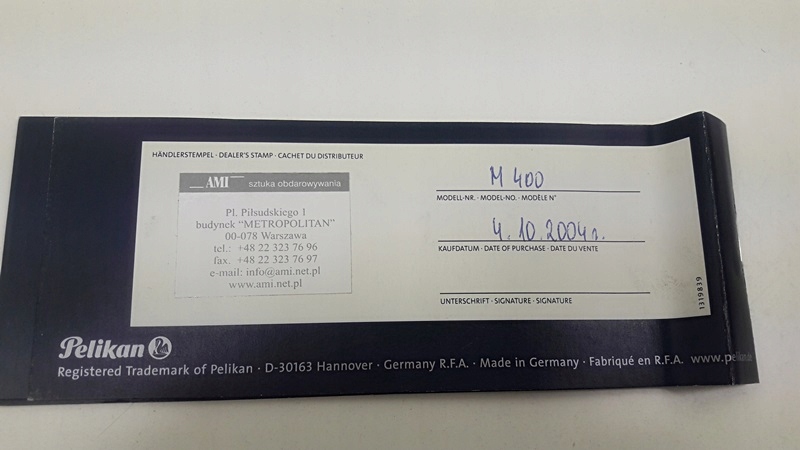 HÄNDLERSTEMPEL · DEALER'S STAMP · CACHET DU DISTRIBUTEUR
AMI sztuka obdarowywania
Pl. Piłsudskiego 1
budynek "METROPOLITAN"
00-078 Warszawa
tel.: +48 22 323 76 96
fax. +48 22 323 76 97
e-mail: info@ami.net.pl
www.ami.net.pl
M 400
MODELL-NR. · MODEL-NO. · MODÈLE N°
4. 10. 2004 r.
KAUFDATUM · DATE OF PURCHASE · DATE DU VENTE
UNTERSCHRIFT · SIGNATURE · SIGNATURE
1319839
Pelikan
Registered Trademark of Pelikan · D-30163 Hannover · Germany R.F.A. · Made in Germany · Fabriqué en R.F.A. www.pelikan